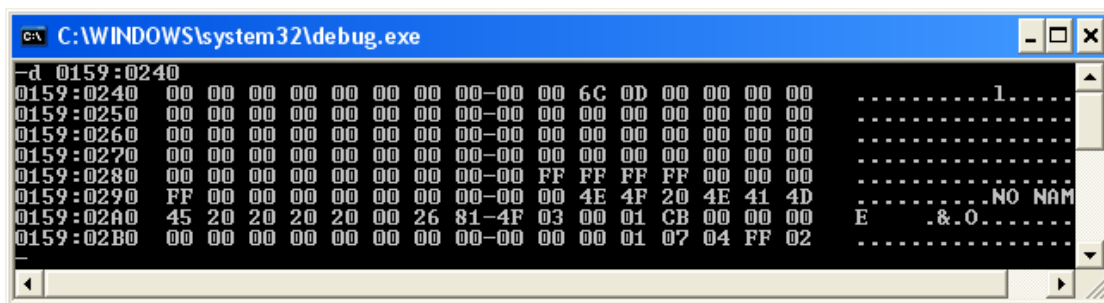 C:\WINDOWS\system32\debug.exe
-d 0159:0240
0159:0240  00 00 00 00 00 00 00 00-00 00 6C 0D 00 00 00 00  ..........l.....
0159:0250  00 00 00 00 00 00 00 00-00 00 00 00 00 00 00 00  ................
0159:0260  00 00 00 00 00 00 00 00-00 00 00 00 00 00 00 00  ................
0159:0270  00 00 00 00 00 00 00 00-00 00 00 00 00 00 00 00  ................
0159:0280  00 00 00 00 00 00 00 00-00 FF FF FF FF 00 00 00  ................
0159:0290  FF 00 00 00 00 00 00 00-00 00 4E 4F 20 4E 41 4D  ..........NO NAM
0159:02A0  45 20 20 20 20 00 26 81-4F 03 00 01 CB 00 00 00  E    .&.O.......
0159:02B0  00 00 00 00 00 00 00 00-00 00 00 01 07 04 FF 02  ................
-